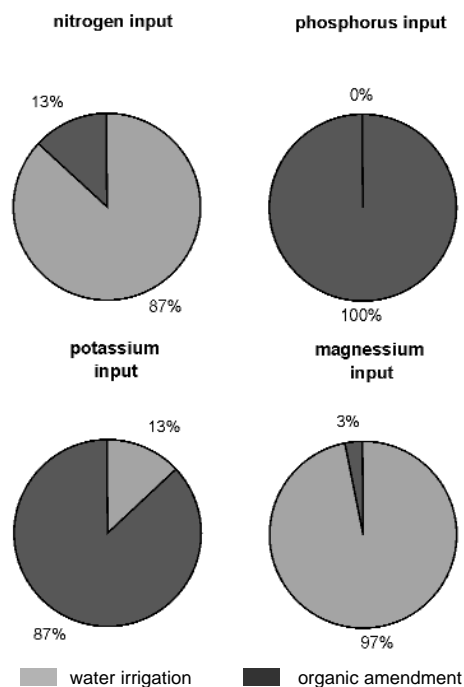 nitrogen input
phosphorus input
13%
0%
87%
100%
potassium
input
magnessium
input
13%
3%
87%
97%
water irrigation
organic amendment